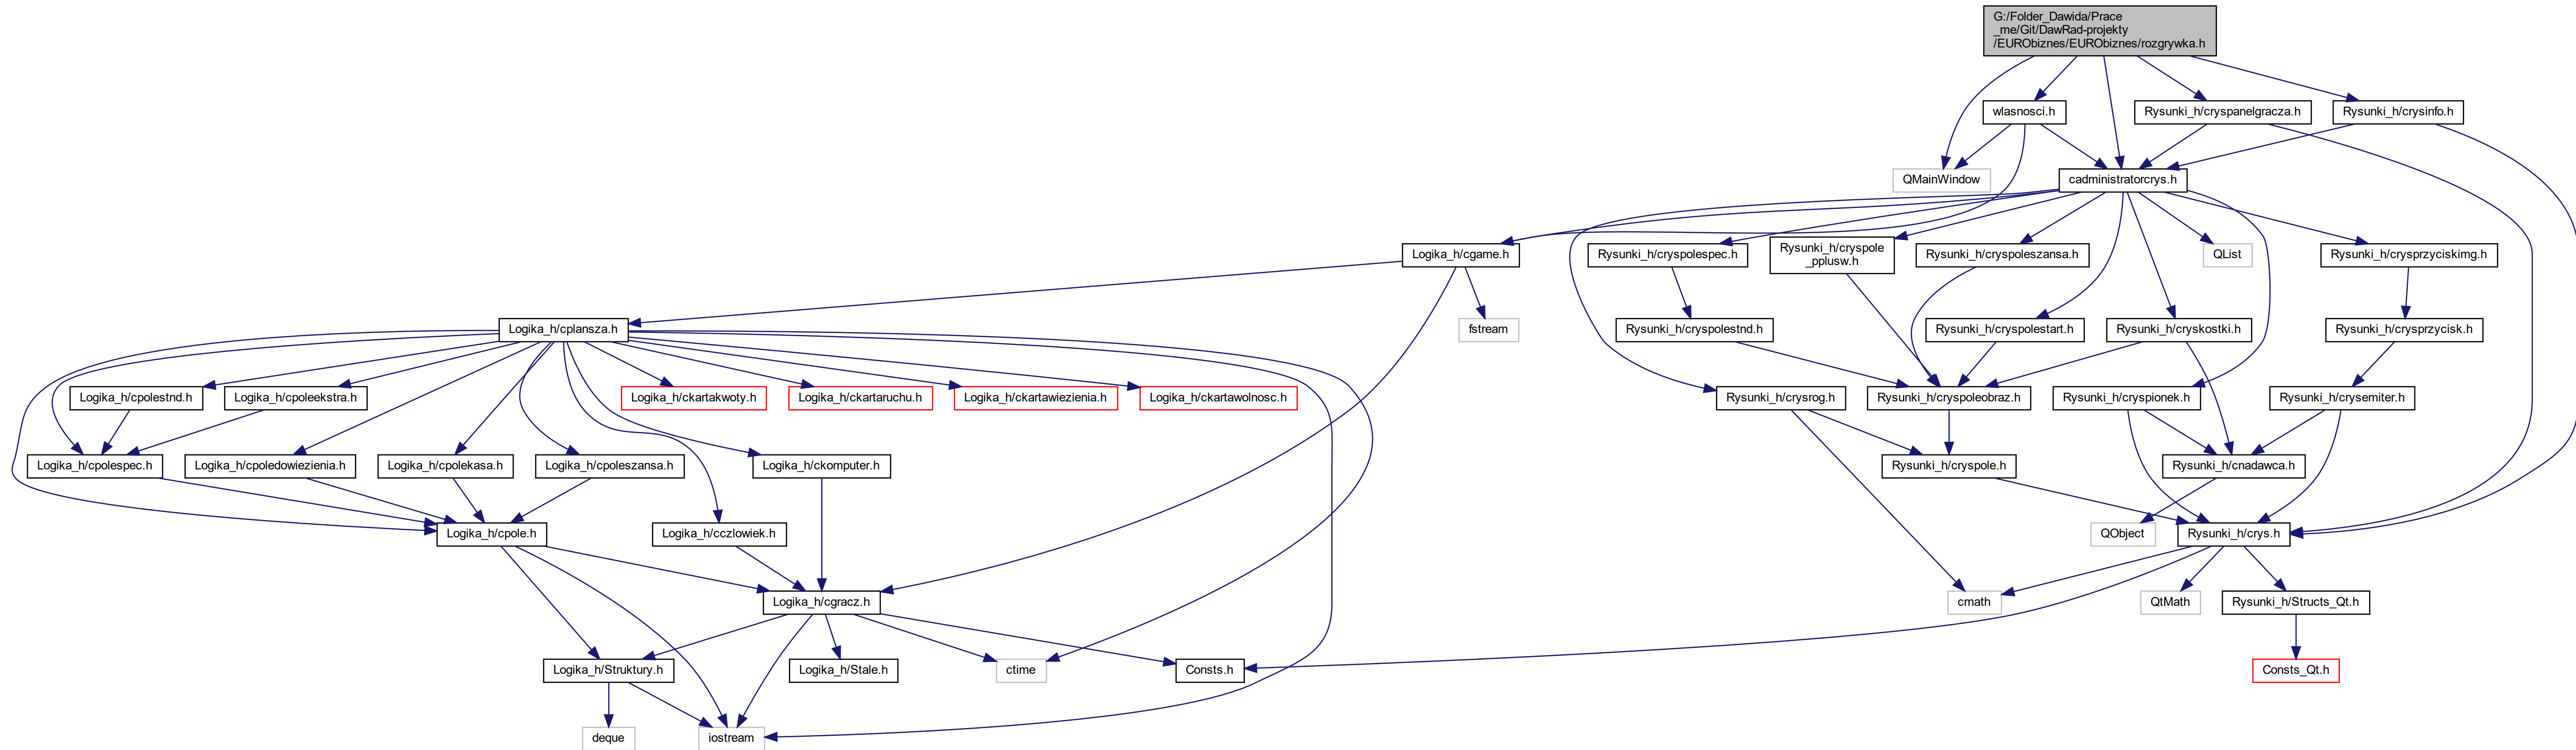 G:/Folder_Dawida/Prace
_me/Git/DawRad-projekty
/EURObiznes/EURObiznes/rozgrywka.h
wlasnosci.h
Rysunki_h/cryspanelgracza.h
Rysunki_h/crysinfo.h
QMainWindow
cadministratorcrys.h
Logika_h/cgame.h
Rysunki_h/cryspolespec.h
Rysunki_h/cryspole
_pplusw.h
Rysunki_h/cryspoleszansa.h
QList
Rysunki_h/crysprzyciskimg.h
Logika_h/cplansza.h
fstream
Rysunki_h/cryspolestnd.h
Rysunki_h/cryspolestart.h
Rysunki_h/cryskostki.h
Rysunki_h/crysprzycisk.h
Logika_h/cpolestnd.h
Logika_h/cpoleekstra.h
Logika_h/ckartakwoty.h
Logika_h/ckartaruchu.h
Logika_h/ckartawiezienia.h
Logika_h/ckartawolnosc.h
Rysunki_h/crysrog.h
Rysunki_h/cryspoleobraz.h
Rysunki_h/cryspionek.h
Rysunki_h/crysemiter.h
Logika_h/cpolespec.h
Logika_h/cpoledowiezienia.h
Logika_h/cpolekasa.h
Logika_h/cpoleszansa.h
Logika_h/ckomputer.h
Rysunki_h/cryspole.h
Rysunki_h/cnadawca.h
Logika_h/cpole.h
Logika_h/cczlowiek.h
QObject
Rysunki_h/crys.h
Logika_h/cgracz.h
cmath
QtMath
Rysunki_h/Structs_Qt.h
Logika_h/Struktury.h
Logika_h/Stale.h
ctime
Consts.h
Consts_Qt.h
deque
iostream